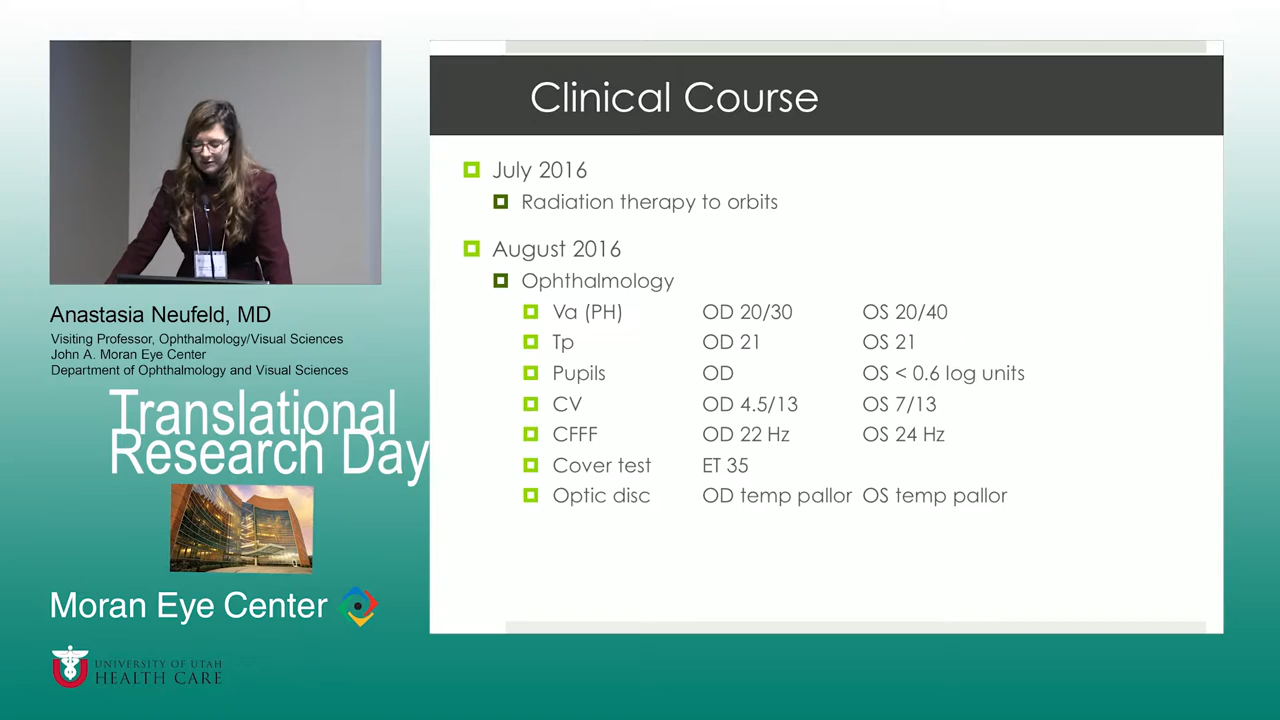 Clinical Course
July 2016
Radiation therapy to orbits
August 2016
Ophthalmology
Va (PH) OD 20/30 OS 20/40
Tp OD 21 OS 21
Pupils OD OS < 0.6 log units
CV OD 4.5/13 OS 7/13
CFFF OD 22 Hz OS 24 Hz
Cover test ET 35
Optic disc OD temp pallor OS temp pallor
Anastasia Neufeld, MD
Visiting Professor, Ophthalmology/Visual Sciences
John A. Moran Eye Center
Department of Ophthalmology and Visual Sciences
Translational
Research Day
Moran Eye Center
UNIVERSITY OF UTAH
HEALTH CARE